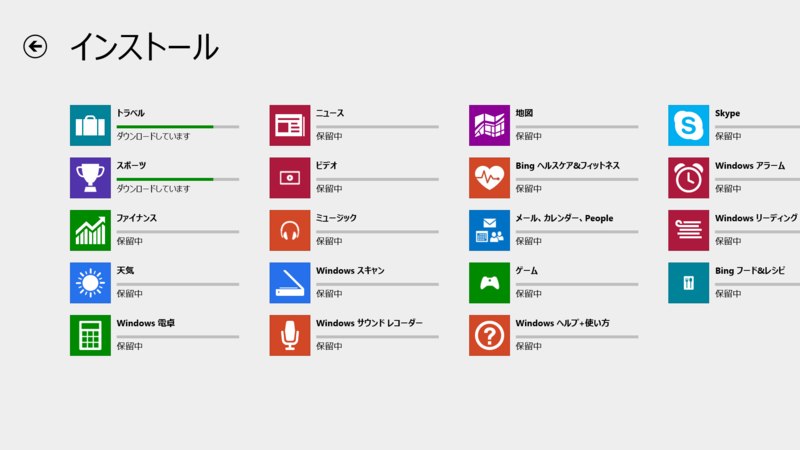 インストール
トラベル
ダウンロードしています
スポーツ
ダウンロードしています
ファイナンス
保留中
天気
保留中
Windows 電卓
保留中
ニュース
保留中
ビデオ
保留中
ミュージック
保留中
Windows スキャン
保留中
Windows サウンド レコーダー
保留中
地図
保留中
Bing ヘルスケア&フィットネス
保留中
メール、カレンダー、People
保留中
ゲーム
保留中
Windows ヘルプ+使い方
保留中
Skype
保留中
Windows アラーム
保留中
Windows リーディング
保留中
Bing フード&レシピ
保留中